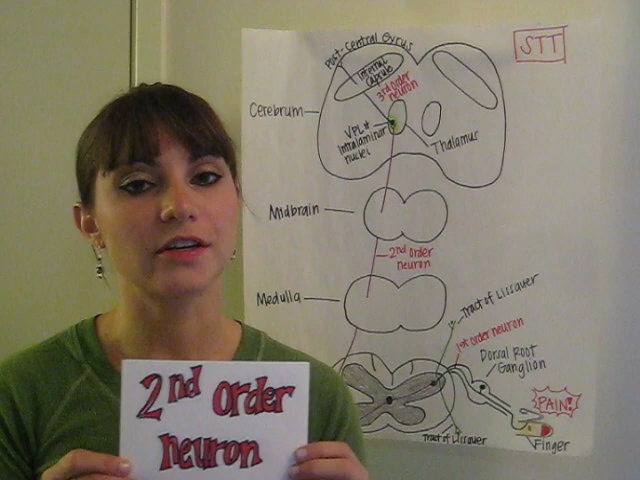 STT
Post-Central Gyrus
Internal
Capsule
3rd order
neuron
Cerebrum
VPL &
Intralaminar
nuclei
Thalamus
Midbrain
2nd order
neuron
Medulla
Tract of Lissauer
1st order neuron
Dorsal Root
Ganglion
PAIN!
Tract of Lissauer
Finger
2nd Order
neuron